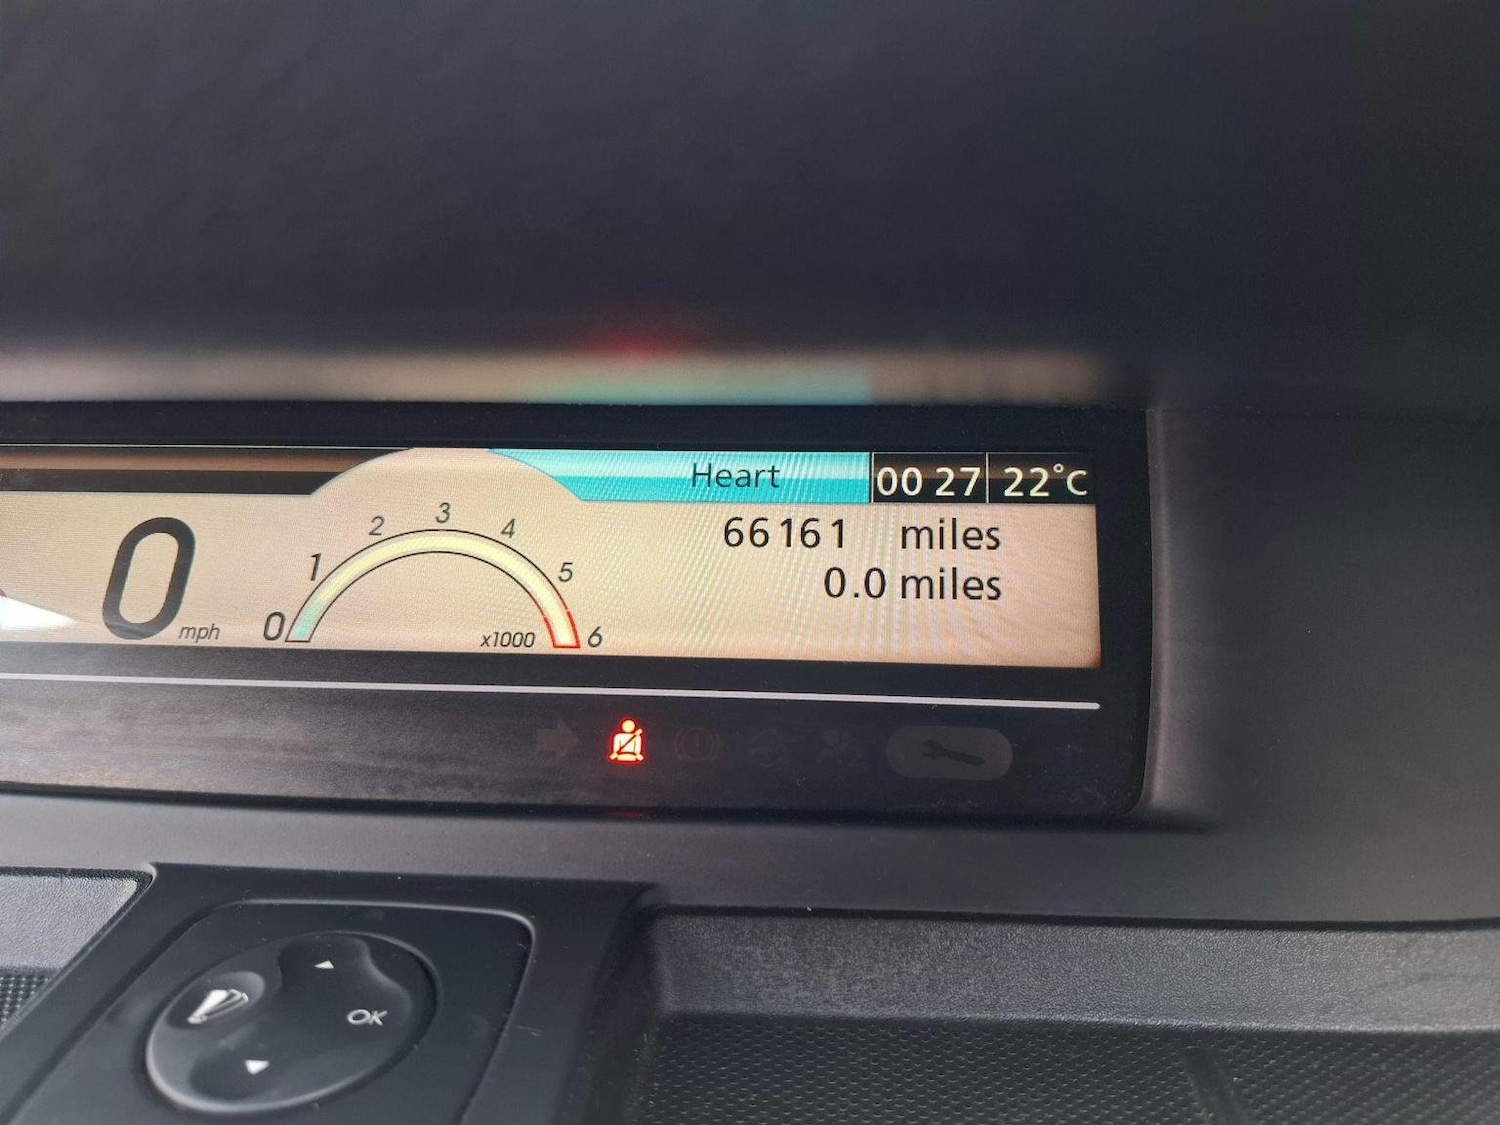 Heart 00 27 22°C
66161 miles
0.0 miles
0 mph
0 1 2 3 4 5 6
x1000
OK